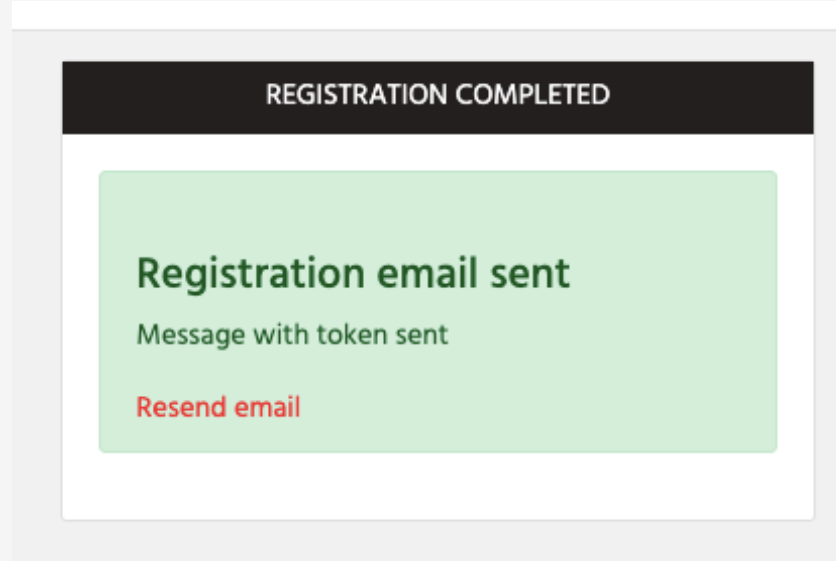 REGISTRATION COMPLETED
Registration email sent
Message with token sent
Resend email